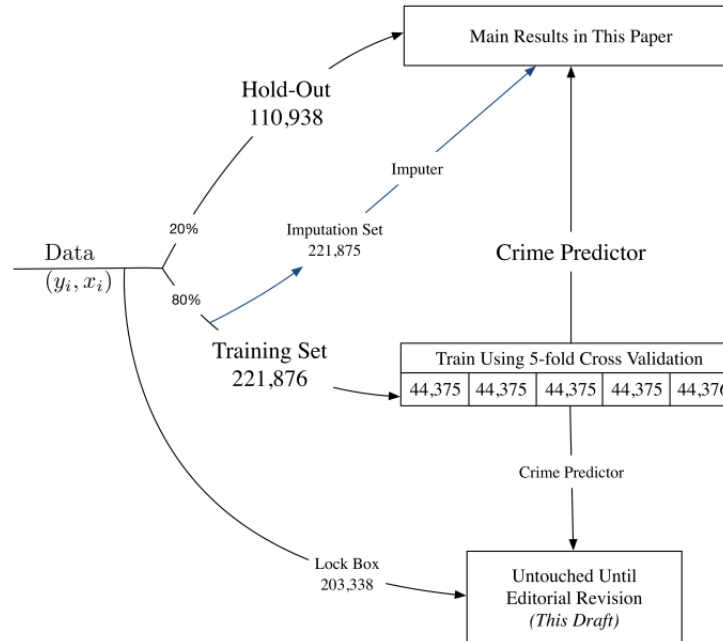 Main Results in This Paper
Hold-Out
110,938
Imputer
20%
Imputation Set
221,875
Data
(y_i, x_i)
Crime Predictor
80%
Training Set
221,876
Train Using 5-fold Cross Validation
44,375 44,375 44,375 44,375 44,376
Crime Predictor
Lock Box
203,338
Untouched Until
Editorial Revision
(This Draft)